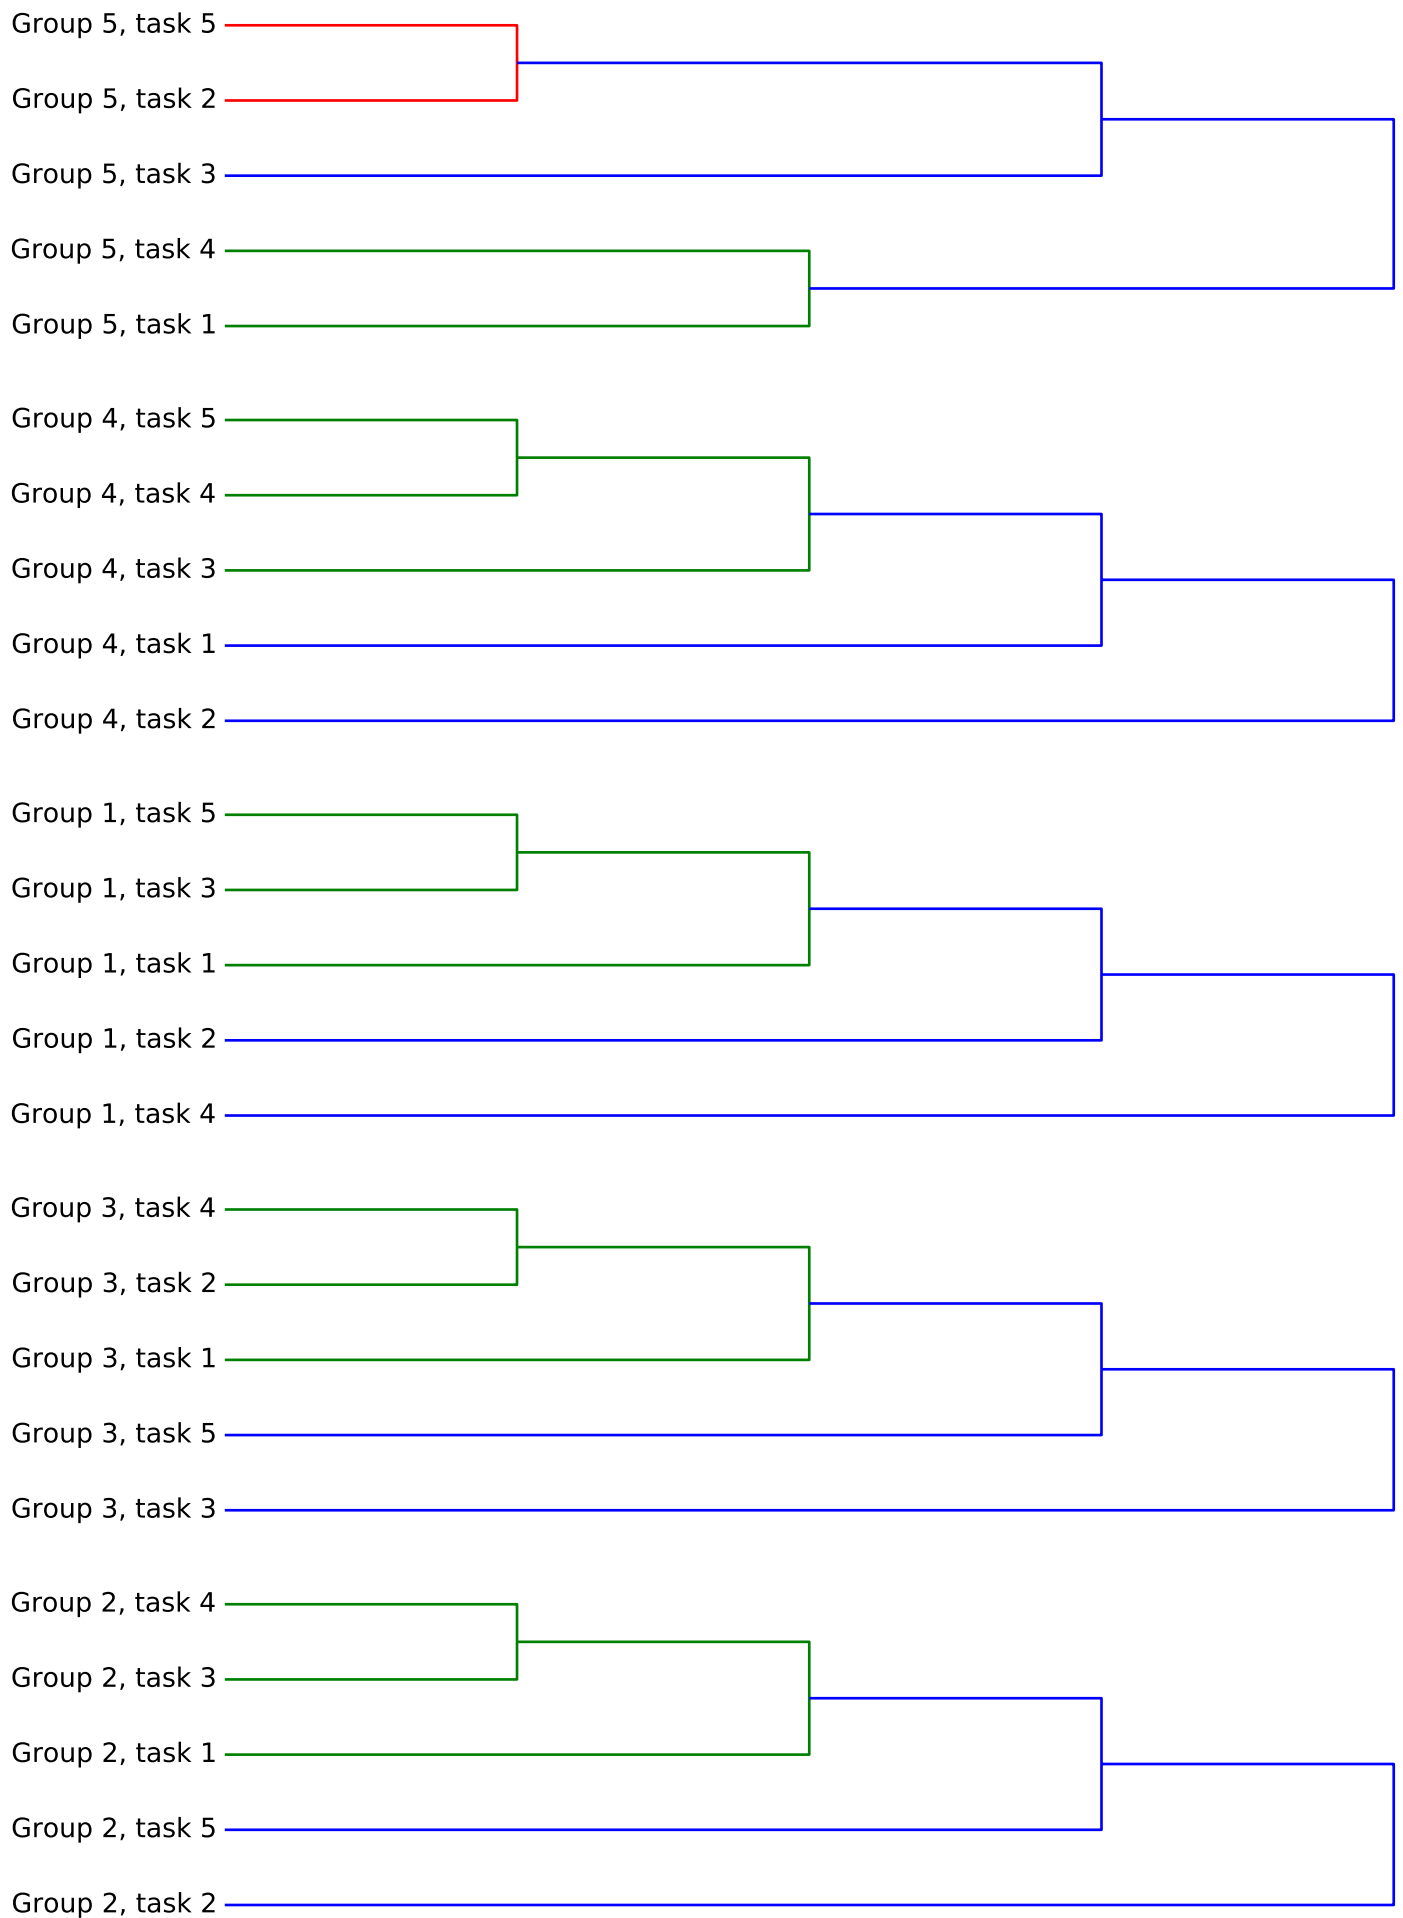 Group 5, task 5
Group 5, task 2
Group 5, task 3
Group 5, task 4
Group 5, task 1
Group 4, task 5
Group 4, task 4
Group 4, task 3
Group 4, task 1
Group 4, task 2
Group 1, task 5
Group 1, task 3
Group 1, task 1
Group 1, task 2
Group 1, task 4
Group 3, task 4
Group 3, task 2
Group 3, task 1
Group 3, task 5
Group 3, task 3
Group 2, task 4
Group 2, task 3
Group 2, task 1
Group 2, task 5
Group 2, task 2